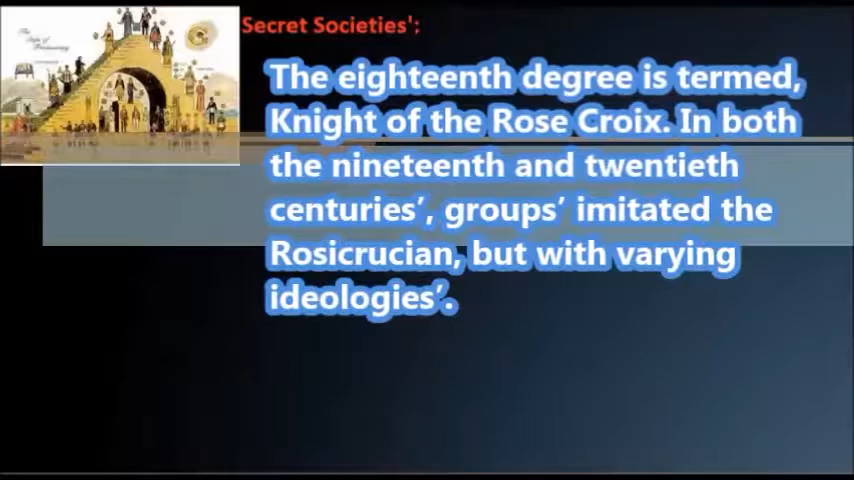 Secret Societies';
The eighteenth degree is termed,
Knight of the Rose Croix. In both
the nineteenth and twentieth
centuries’, groups’ imitated the
Rosicrucian, but with varying
ideologies’.